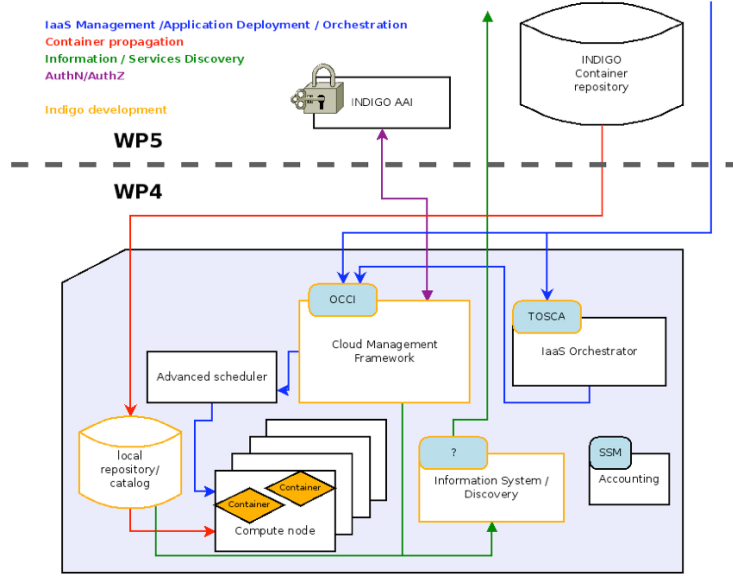 IaaS Management /Application Deployment / Orchestration
Container propagation
Information / Services Discovery
AuthN/AuthZ
Indigo development
INDIGO AAI
INDIGO
Container
repository
WP5
WP4
OCCI
Cloud Management
Framework
TOSCA
IaaS Orchestrator
Advanced scheduler
local
repository/
catalog
Container
Container
Compute node
?
Information System /
Discovery
SSM
Accounting